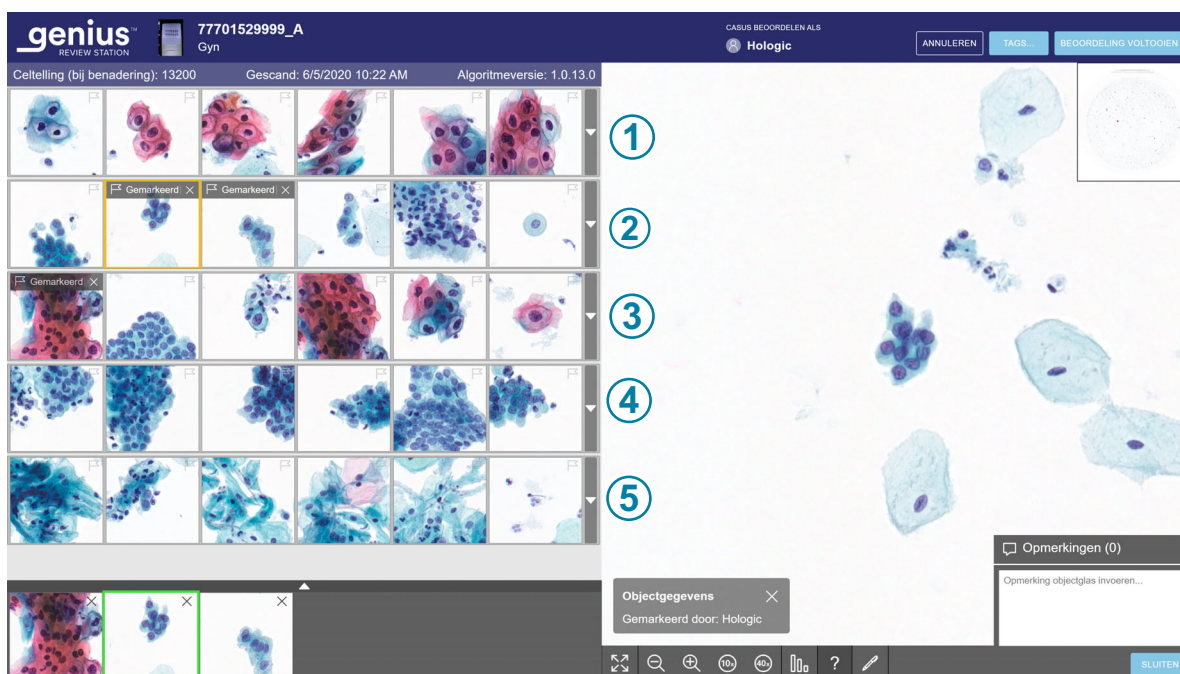 genius™
REVIEW STATION
77701529999_A
Gyn
CASUS BEOORDELEN ALS
Hologic
ANNULEREN
TAGS...
BEOORDELING VOLTOOIEN
Celtelling (bij benadering): 13200
Gescand: 6/5/2020 10:22 AM
Algoritmeversie: 1.0.13.0
1
Gemarkeerd
Gemarkeerd
2
Gemarkeerd
3
4
5
Opmerkingen (0)
Opmerking objectglas invoeren...
Objectgegevens
Gemarkeerd door: Hologic
10x
40x
?
SLUITEN